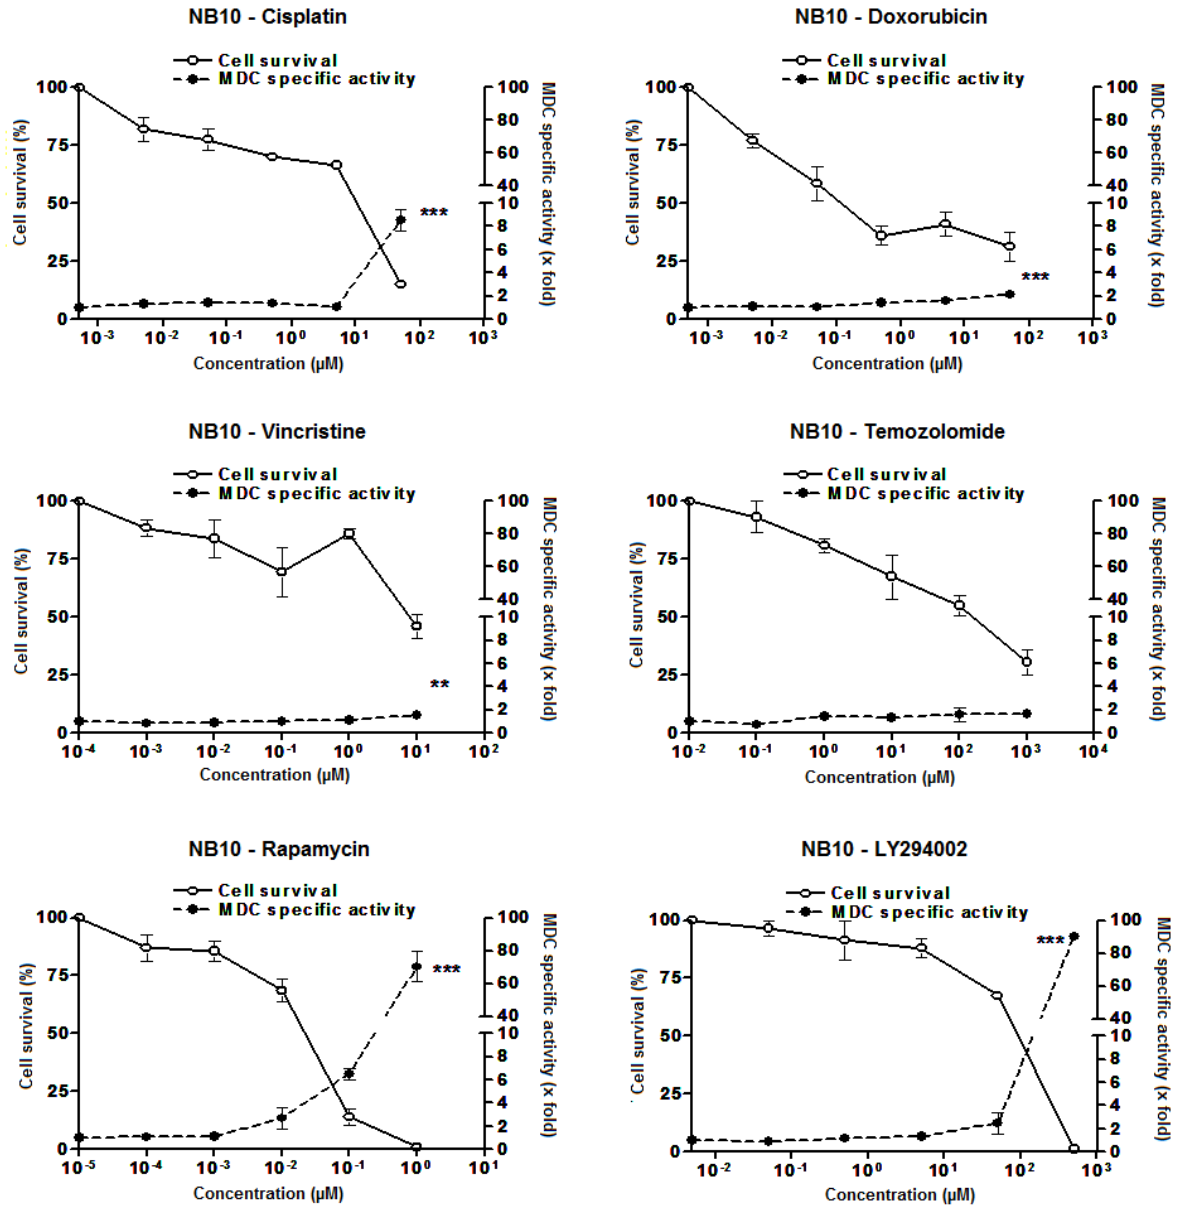 NB10 - Cisplatin
Cell survival
MDC specific activity
100
75
50
25
0
Cell survival (%)
100
80
60
40
10
8
6
4
2
0
MDC specific activity (x fold)
***
10-3 10-2 10-1 100 101 102 103
Concentration (µM)
NB10 - Doxorubicin
Cell survival
MDC specific activity
100
75
50
25
0
Cell survival (%)
100
80
60
40
10
8
6
4
2
0
MDC specific activity (x fold)
***
10-3 10-2 10-1 100 101 102 103
Concentration (µM)
NB10 - Vincristine
Cell survival
MDC specific activity
100
75
50
25
0
Cell survival (%)
100
80
60
40
10
8
6
4
2
0
MDC specific activity (x fold)
**
10-4 10-3 10-2 10-1 100 101 102
Concentration (µM)
NB10 - Temozolomide
Cell survival
MDC specific activity
100
75
50
25
0
Cell survival (%)
100
80
60
40
10
8
6
4
2
0
MDC specific activity (x fold)
10-2 10-1 100 101 102 103 104
Concentration (µM)
NB10 - Rapamycin
Cell survival
MDC specific activity
100
75
50
25
0
Cell survival (%)
100
80
60
40
10
8
6
4
2
0
MDC specific activity (x fold)
***
10-5 10-4 10-3 10-2 10-1 100 101
Concentration (µM)
NB10 - LY294002
Cell survival
MDC specific activity
100
75
50
25
0
Cell survival (%)
100
80
60
40
10
8
6
4
2
0
MDC specific activity (x fold)
***
10-2 10-1 100 101 102 103
Concentration (µM)